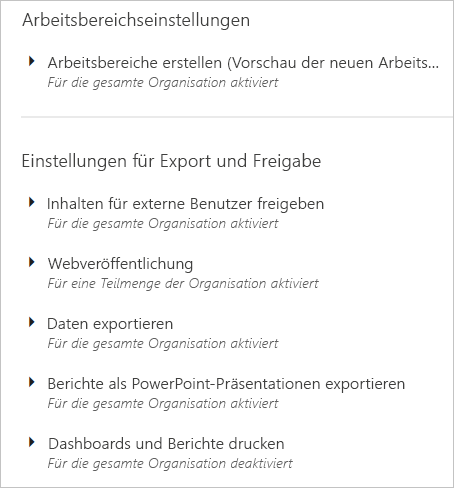 Arbeitsbereichseinstellungen
Arbeitsbereiche erstellen (Vorschau der neuen Arbeits...
Für die gesamte Organisation aktiviert
Einstellungen für Export und Freigabe
Inhalten für externe Benutzer freigeben
Für die gesamte Organisation aktiviert
Webveröffentlichung
Für eine Teilmenge der Organisation aktiviert
Daten exportieren
Für die gesamte Organisation aktiviert
Berichte als PowerPoint-Präsentationen exportieren
Für die gesamte Organisation aktiviert
Dashboards und Berichte drucken
Für die gesamte Organisation deaktiviert